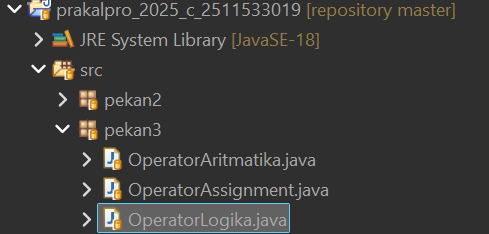 prakalpro_2025_c_2511533019 [repository master]
JRE System Library [JavaSE-18]
src
pekan2
pekan3
OperatorAritmatika.java
OperatorAssignment.java
OperatorLogika.java